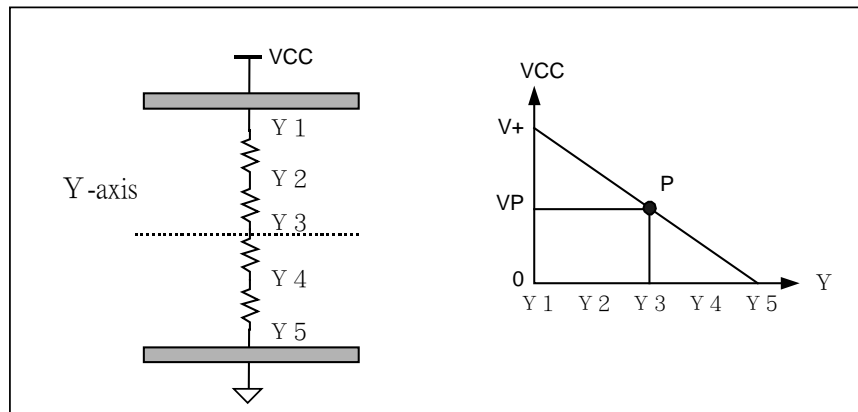 VCC
Y 1
Y 2
Y-axis
Y 3
Y 4
Y 5
VCC
V+
P
VP
0
Y 1 Y 2 Y 3 Y 4 Y 5
Y